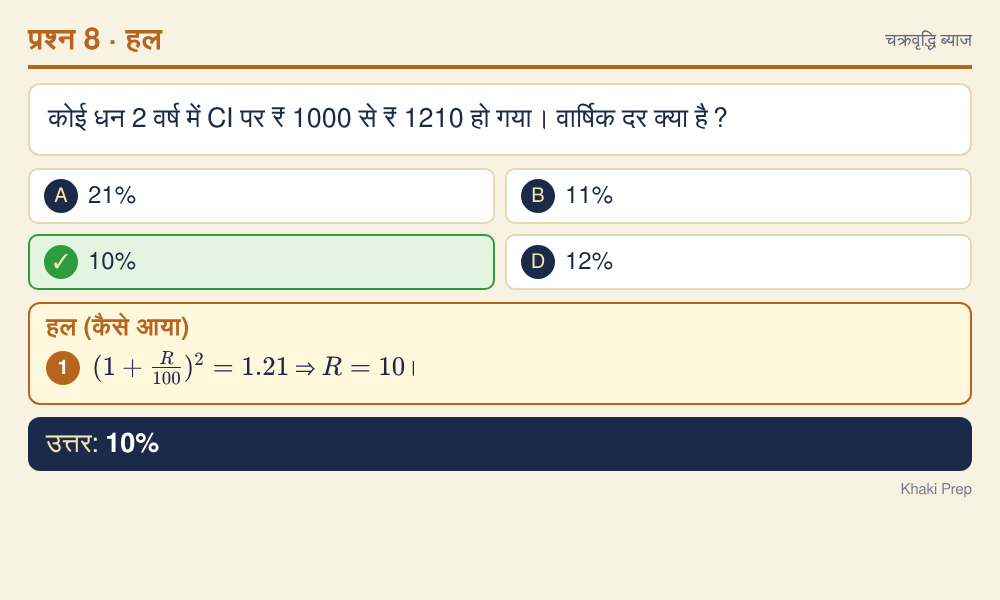 प्रश्न 8 · हल
चक्रवृद्धि ब्याज
कोई धन 2 वर्ष में CI पर ₹ 1000 से ₹ 1210 हो गया। वार्षिक दर क्या है ?
A 21%
B 11%
✓ 10%
D 12%
हल (कैसे आया)
1 (1 + R/100)² = 1.21 ⇒ R = 10।
उत्तर: 10%
Khaki Prep